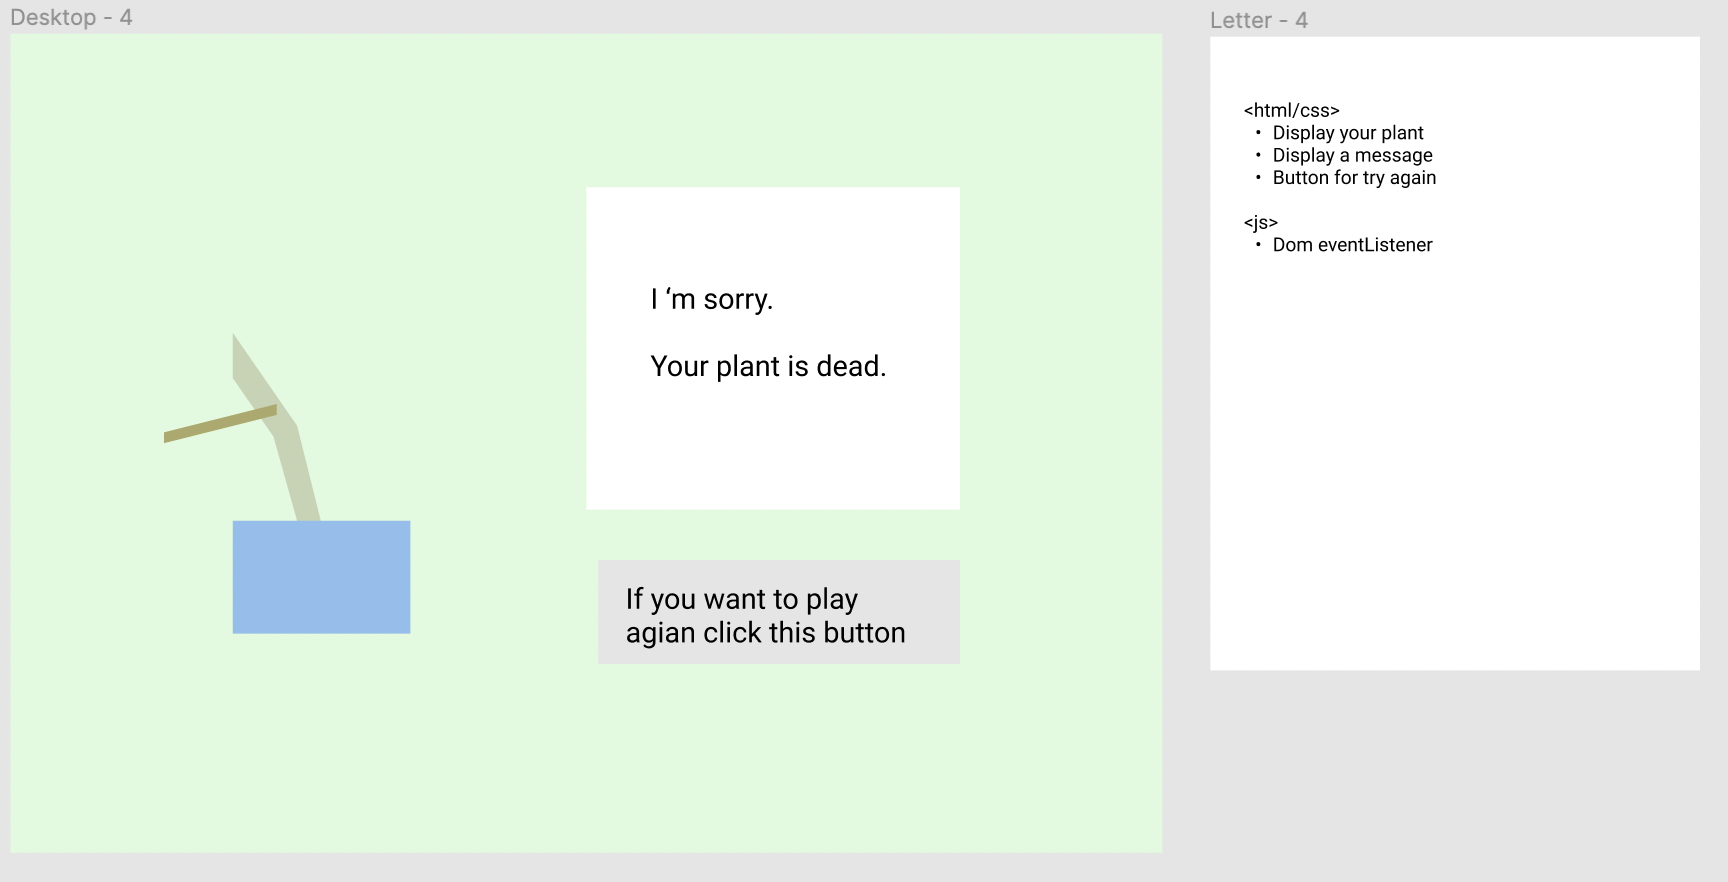 Desktop - 4
I ‘m sorry.
Your plant is dead.
If you want to play
agian click this button
Letter - 4
<html/css>
• Display your plant
• Display a message
• Button for try again
<js>
• Dom eventListener